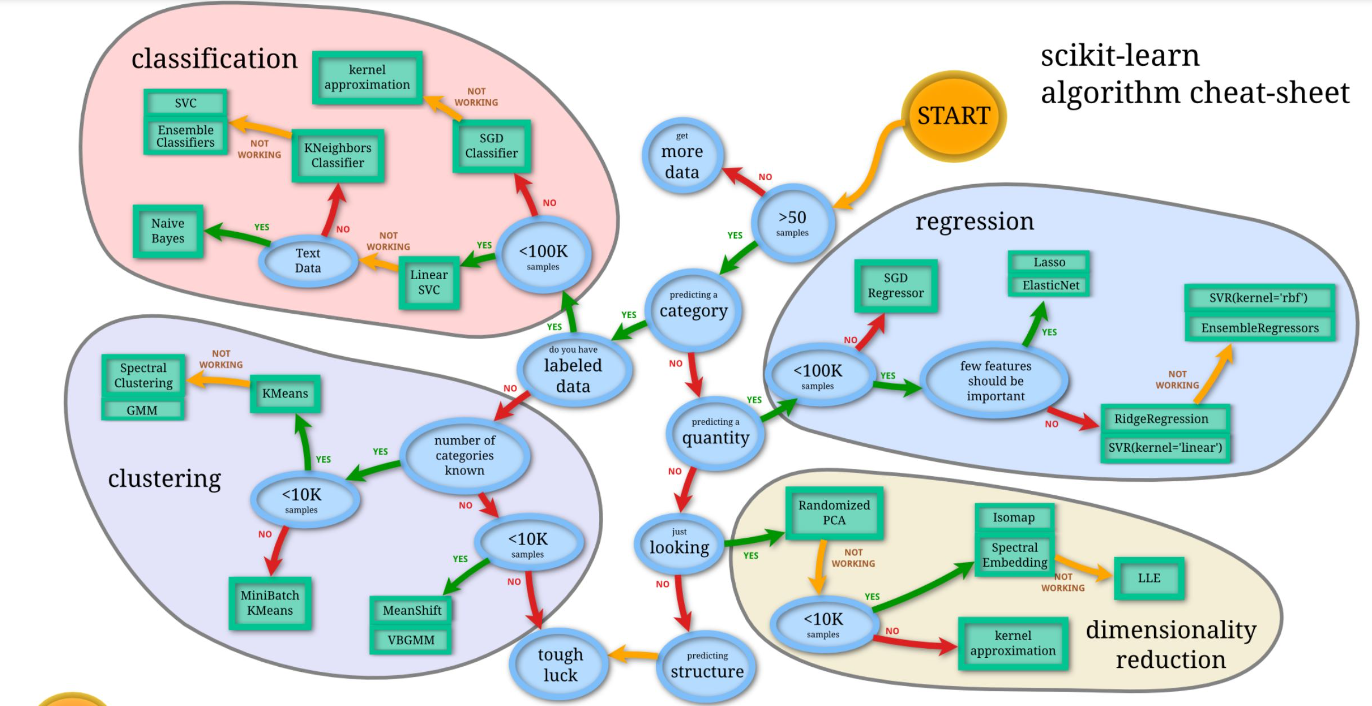 scikit-learn
algorithm cheat-sheet
START
classification
kernel
approximation
NOT
WORKING
SVC
Ensemble
Classifiers
NOT
WORKING
KNeighbors
Classifier
SGD
Classifier
NO
Naive
Bayes
YES
NO
Text
Data
NOT
WORKING
Linear
SVC
YES
<100K
samples
YES
get
more
data
NO
>50
samples
YES
predicting a
category
YES
NO
do you have
labeled
data
NO
predicting a
quantity
YES
NO
just
looking
YES
NO
predicting
structure
tough
luck
regression
SGD
Regressor
NO
<100K
samples
YES
Lasso
ElasticNet
YES
few features
should be
important
NO
SVR(kernel='rbf')
EnsembleRegressors
NOT
WORKING
RidgeRegression
SVR(kernel='linear')
clustering
Spectral
Clustering
GMM
NOT
WORKING
KMeans
YES
<10K
samples
NO
MiniBatch
KMeans
YES
number of
categories
known
NO
<10K
samples
YES
NO
MeanShift
VBGMM
dimensionality
reduction
Randomized
PCA
NOT
WORKING
<10K
samples
YES
NO
Isomap
Spectral
Embedding
NOT
WORKING
LLE
kernel
approximation